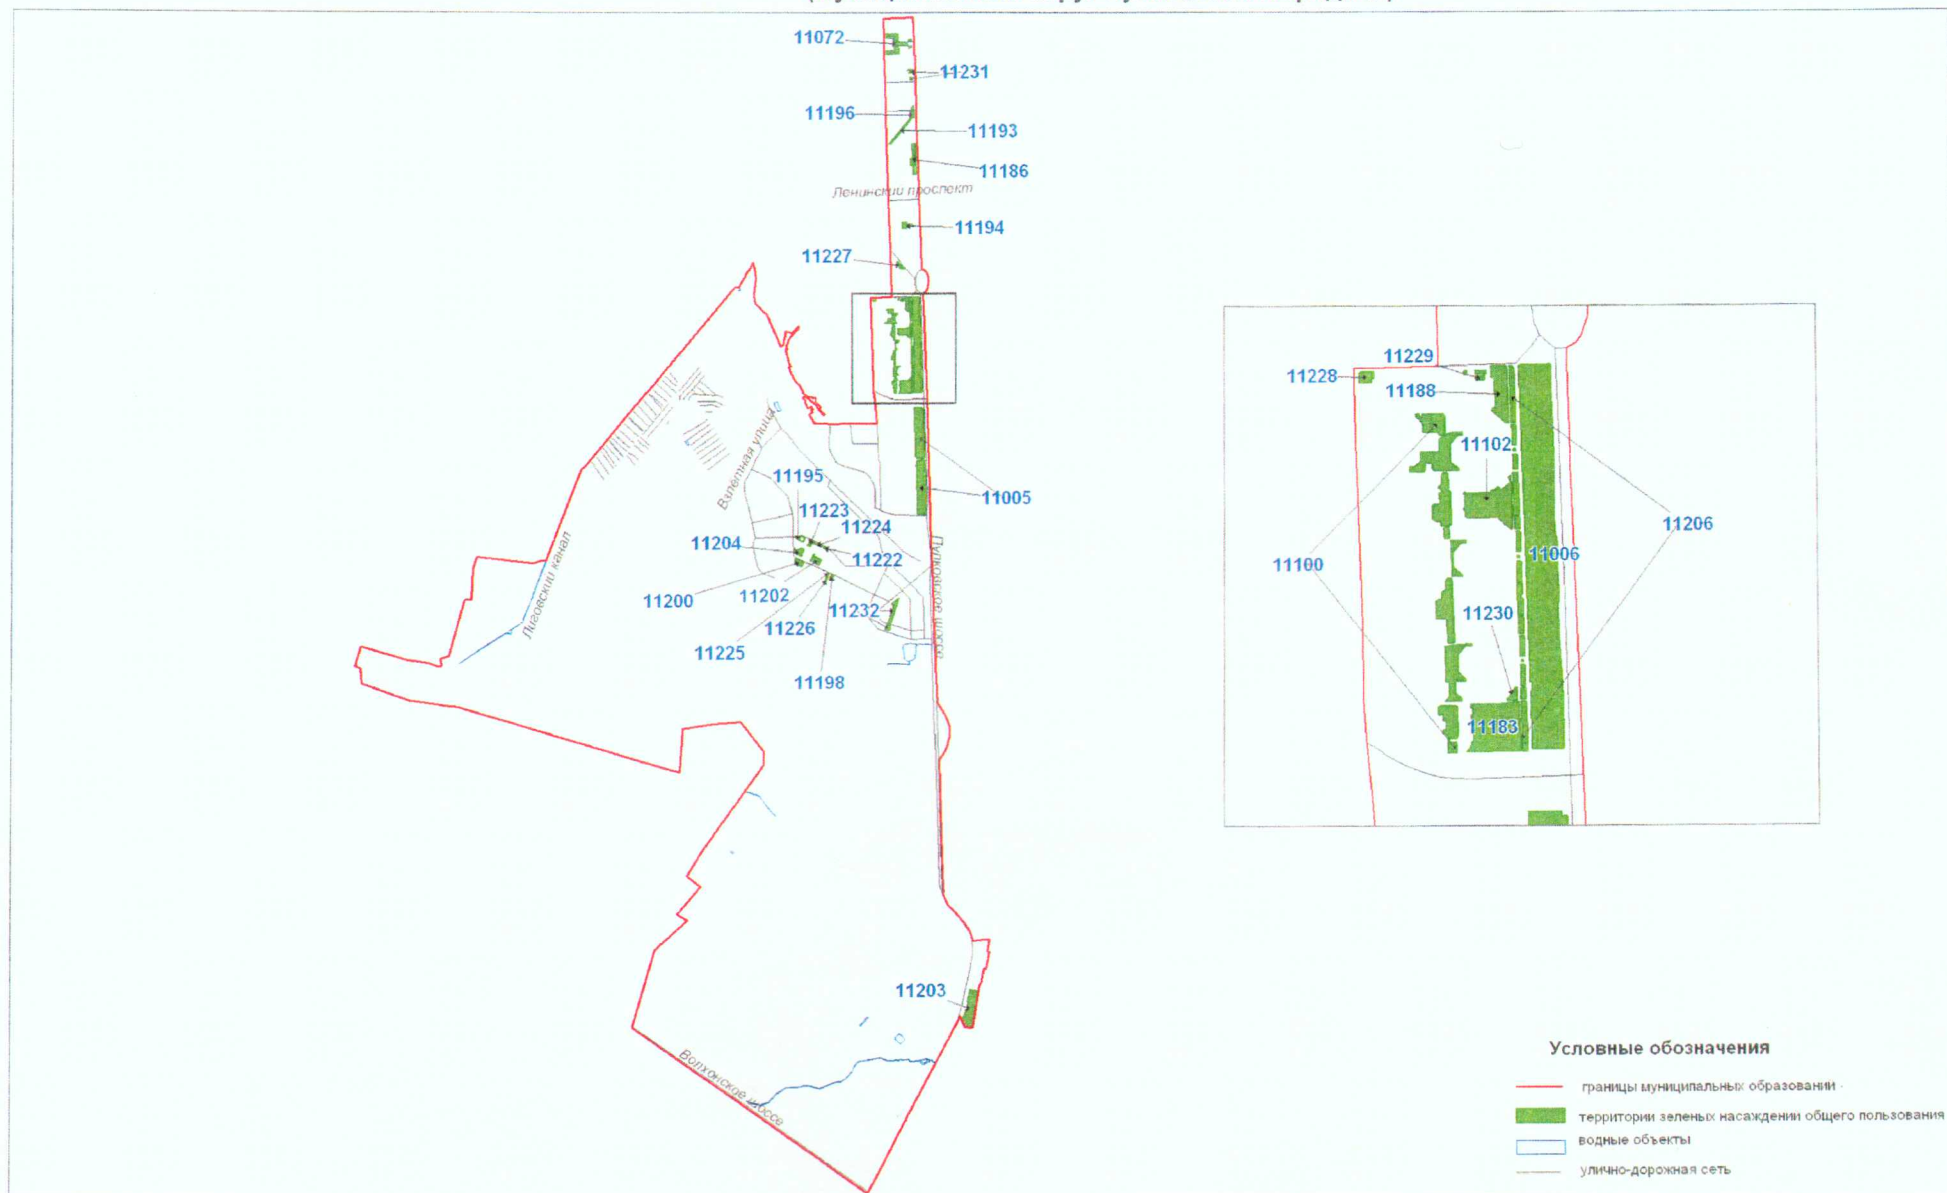 11072
11231
11196
11193
11186
Ленинский проспект
11194
11227
11005
Взлетная улица
11195
11223
11224
11204
11222
11200
11202
11232
11226
11225
11198
Лиговский канал
Пулковское шоссе
11203
Волхонское шоссе
11229
11228
11188
11102
11206
11006
11100
11230
11183
Условные обозначения
границы муниципальных образовании
территории зеленых насаждении общего пользования
водные объекты
улично-дорожная сеть